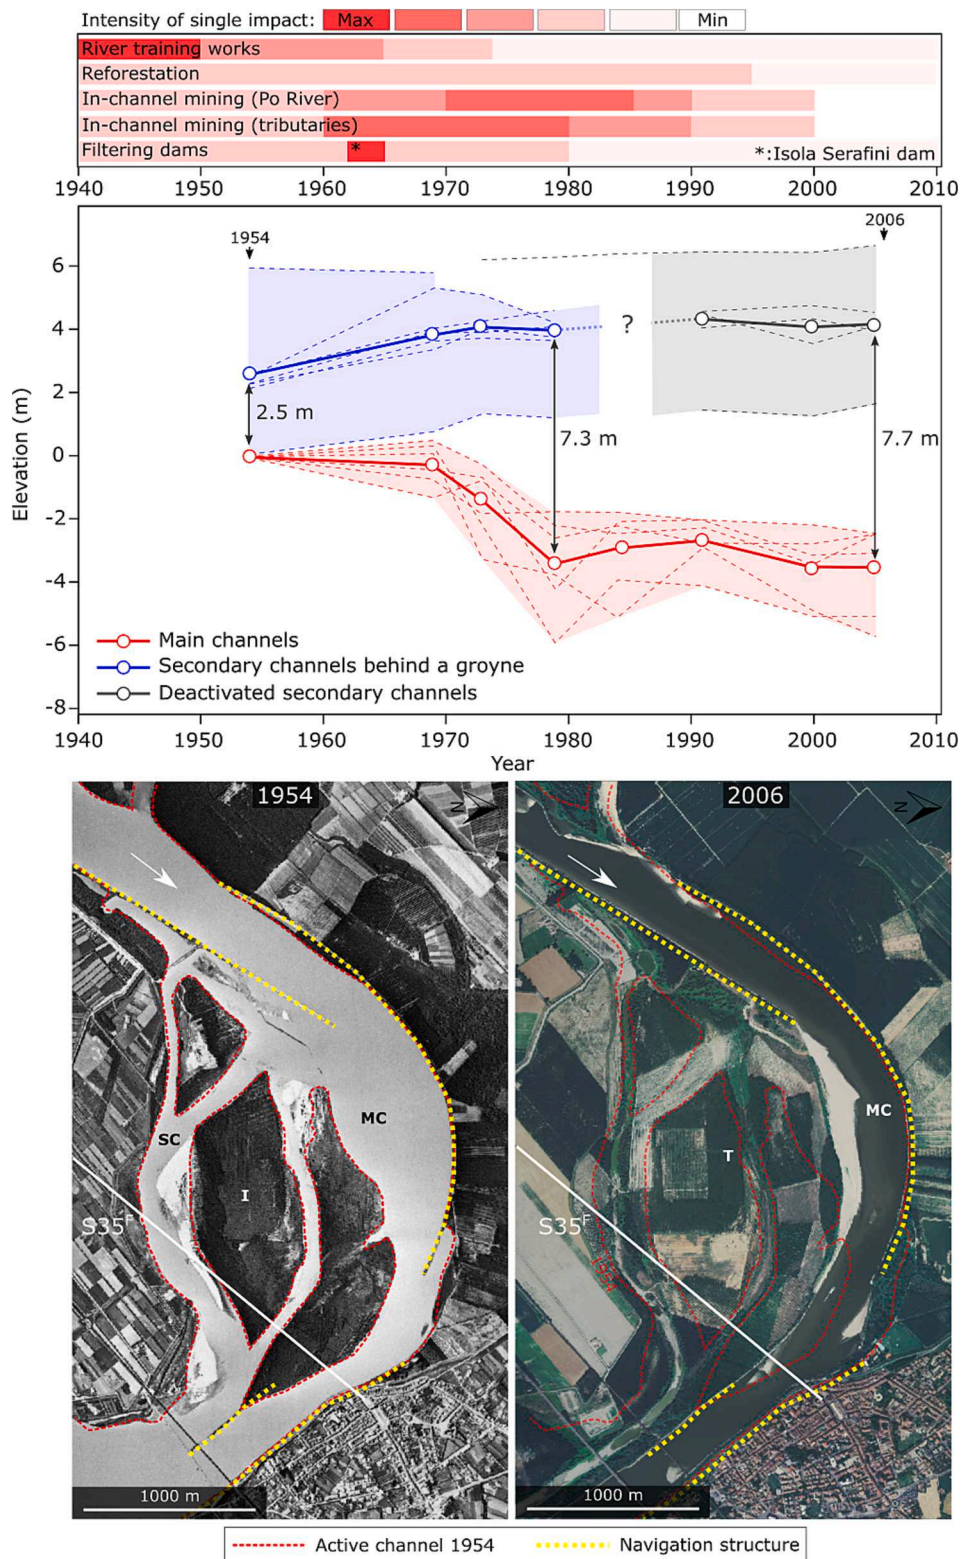 Intensity of single impact: Max Min
River training works
Reforestation
In-channel mining (Po River)
In-channel mining (tributaries)
Filtering dams * *:Isola Serafini dam
1940 1950 1960 1970 1980 1990 2000 2010
1954 2006
6
4
2
0
-2
-4
-6
-8
Elevation (m)
?
2.5 m
7.3 m
7.7 m
Main channels
Secondary channels behind a groyne
Deactivated secondary channels
1940 1950 1960 1970 1980 1990 2000 2010
Year
1954 2006
N N
MC MC
SC T
I
S35F S35F
1000 m 1000 m
Active channel 1954 Navigation structure